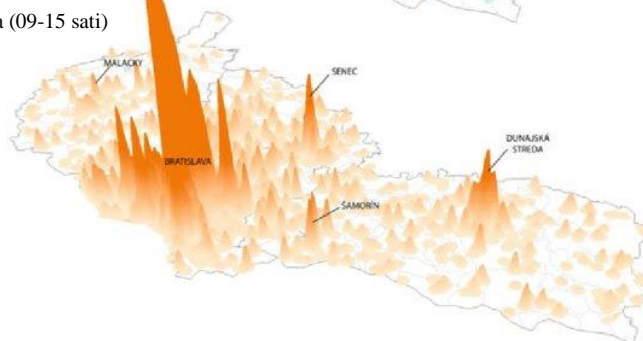 a (09-15 sati)
MALACKY
SENEC
DUNAJSKÁ
STREDA
BRATISLAVA
ŠAMORÍN